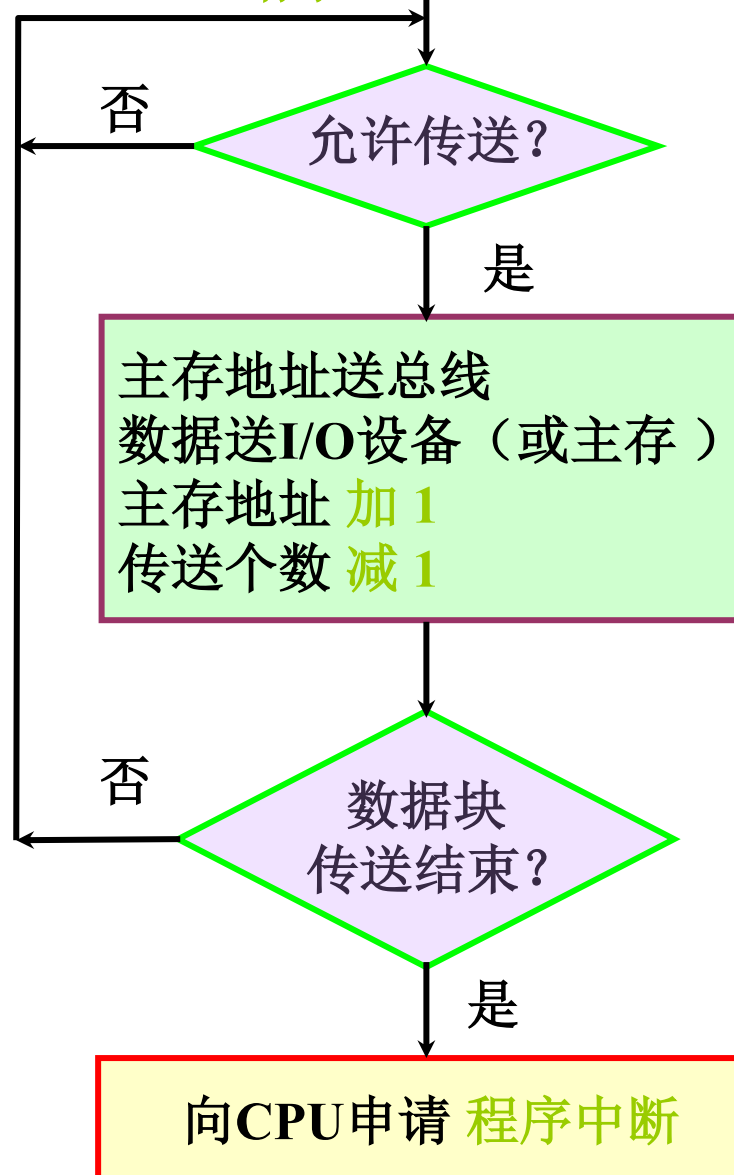 否
允许传送？
是
主存地址送总线
数据送I/O设备（或主存 ）
主存地址 加 1
传送个数 减 1
否
数据块
传送结束？
是
向CPU申请 程序中断